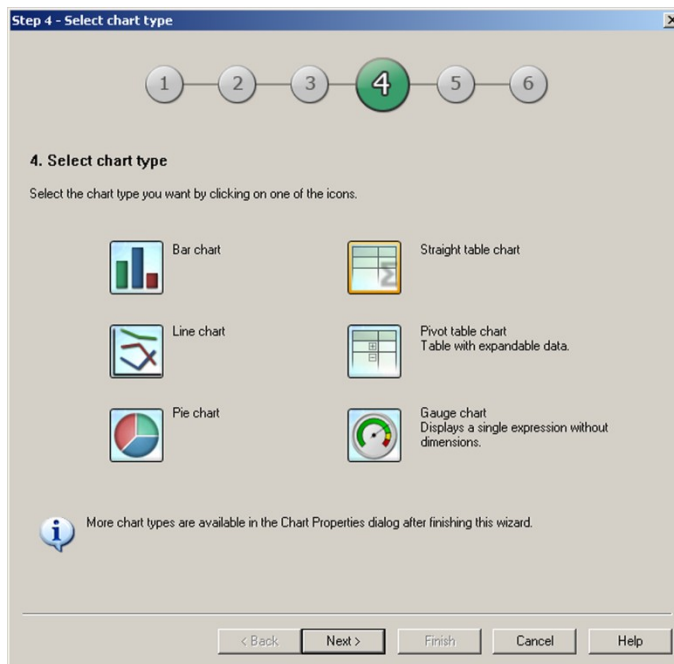 Step 4 - Select chart type
1 2 3 4 5 6
4. Select chart type
Select the chart type you want by clicking on one of the icons.
Bar chart
Straight table chart
Line chart
Pivot table chart
Table with expandable data.
Pie chart
Gauge chart
Displays a single expression without
dimensions.
More chart types are available in the Chart Properties dialog after finishing this wizard.
< Back Next > Finish Cancel Help